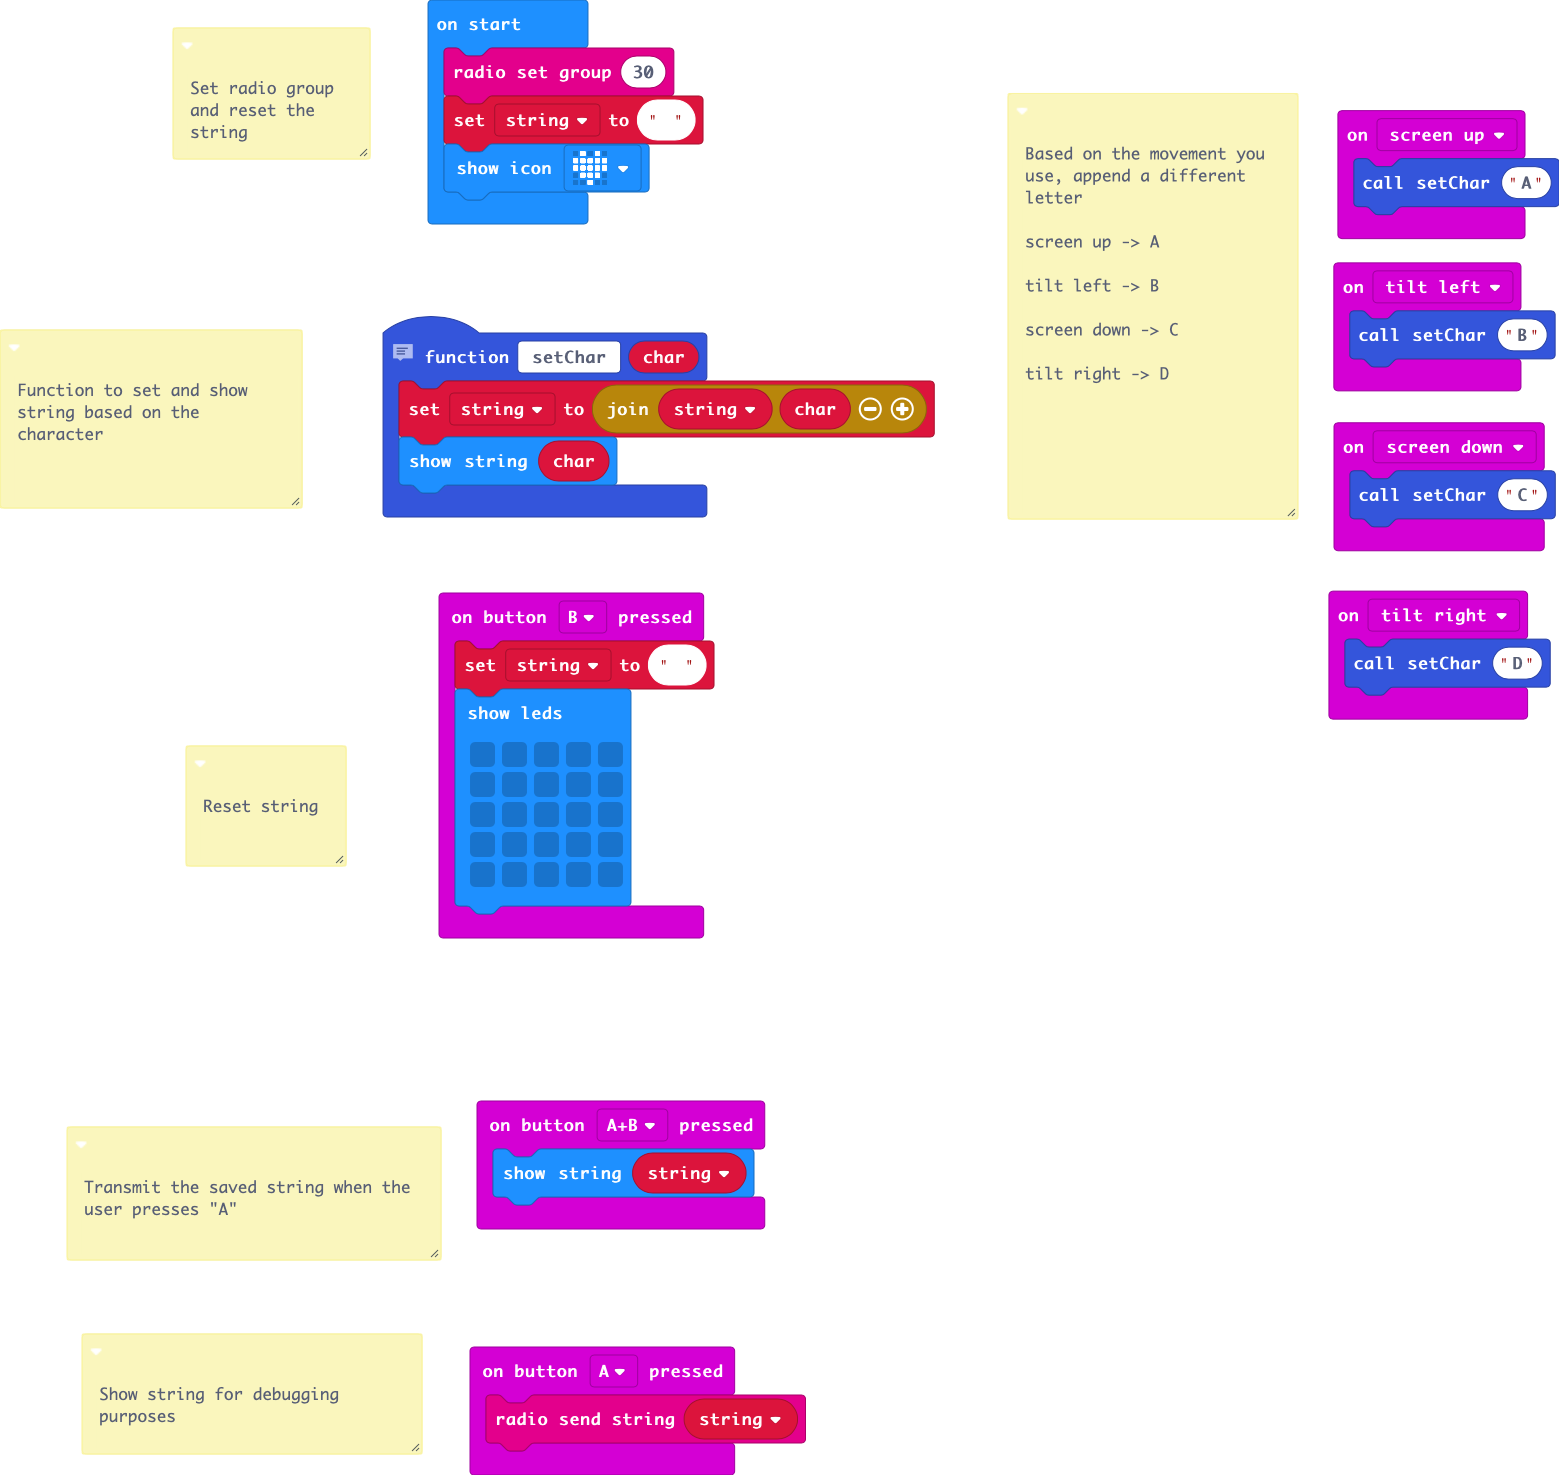 on start
radio set group 30
set string to " "
show icon
Set radio group
and reset the
string
Based on the movement you
use, append a different
letter
screen up -> A
tilt left -> B
screen down -> C
tilt right -> D
on screen up
call setChar "A"
on tilt left
call setChar "B"
on screen down
call setChar "C"
on tilt right
call setChar "D"
Function to set and show
string based on the
character
function setChar char
set string to join string char
show string char
on button B pressed
set string to " "
show leds
Reset string
on button A+B pressed
show string string
Transmit the saved string when the
user presses "A"
Show string for debugging
purposes
on button A pressed
radio send string string